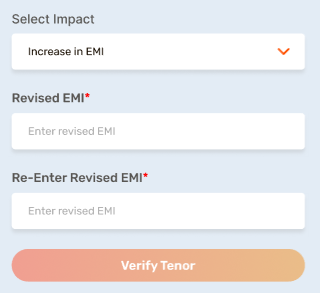 Select Impact
Increase in EMI
Revised EMI*
Enter revised EMI
Re-Enter Revised EMI*
Enter revised EMI
Verify Tenor